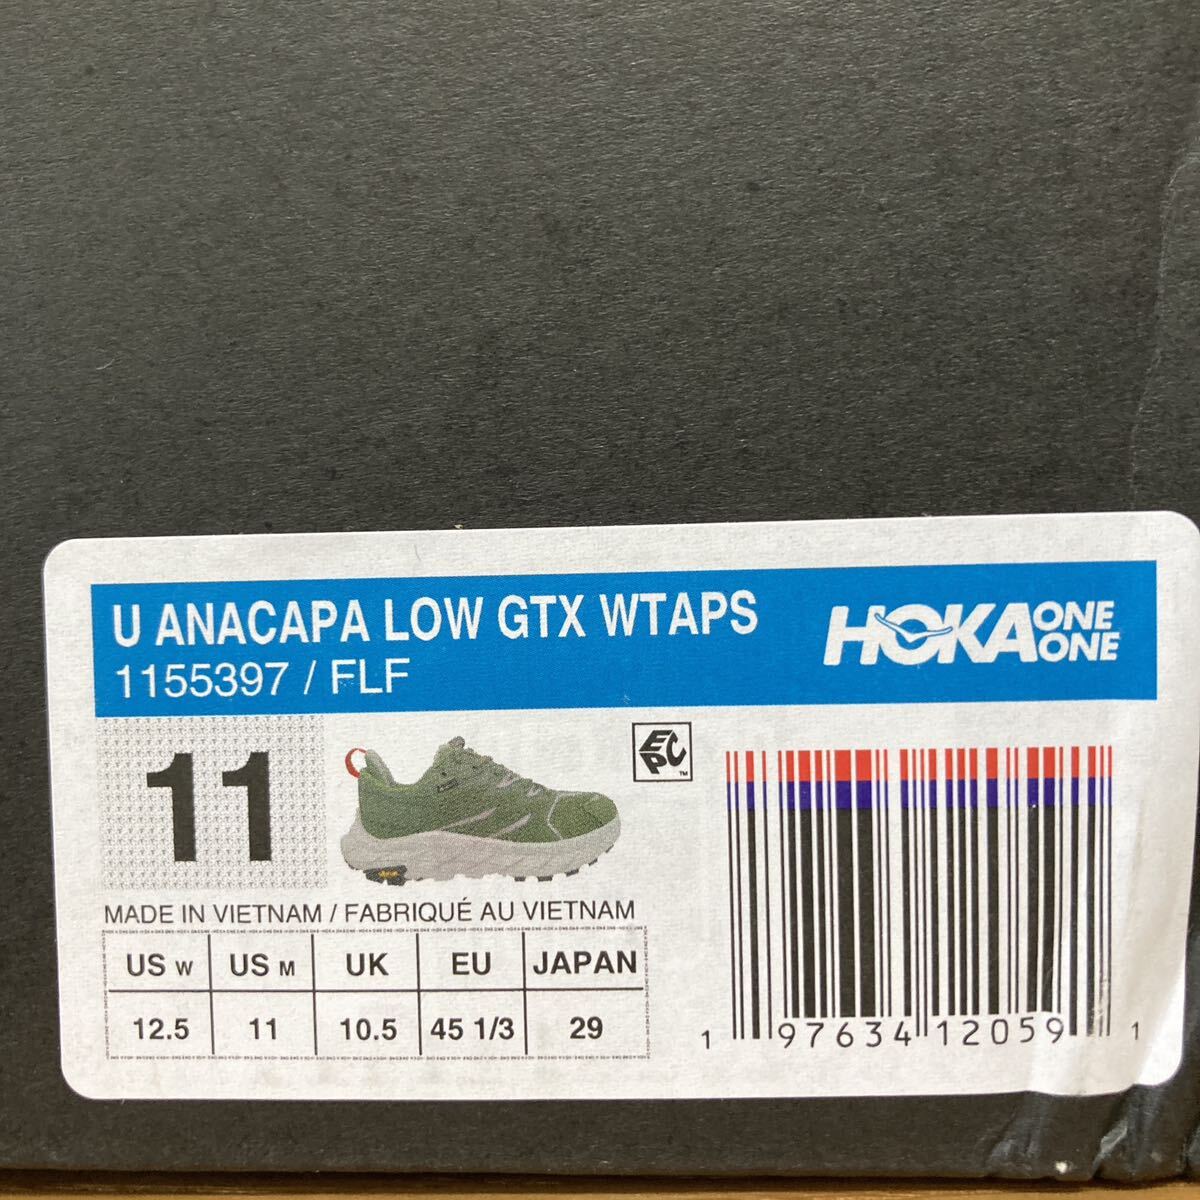 U ANACAPA LOW GTX WTAPS
1155397 / FLF
HOKA ONE ONE
11
EPC™
MADE IN VIETNAM / FABRIQUÉ AU VIETNAM
US W US M UK EU JAPAN
12.5 11 10.5 45 1/3 29
1 97634 12059 1